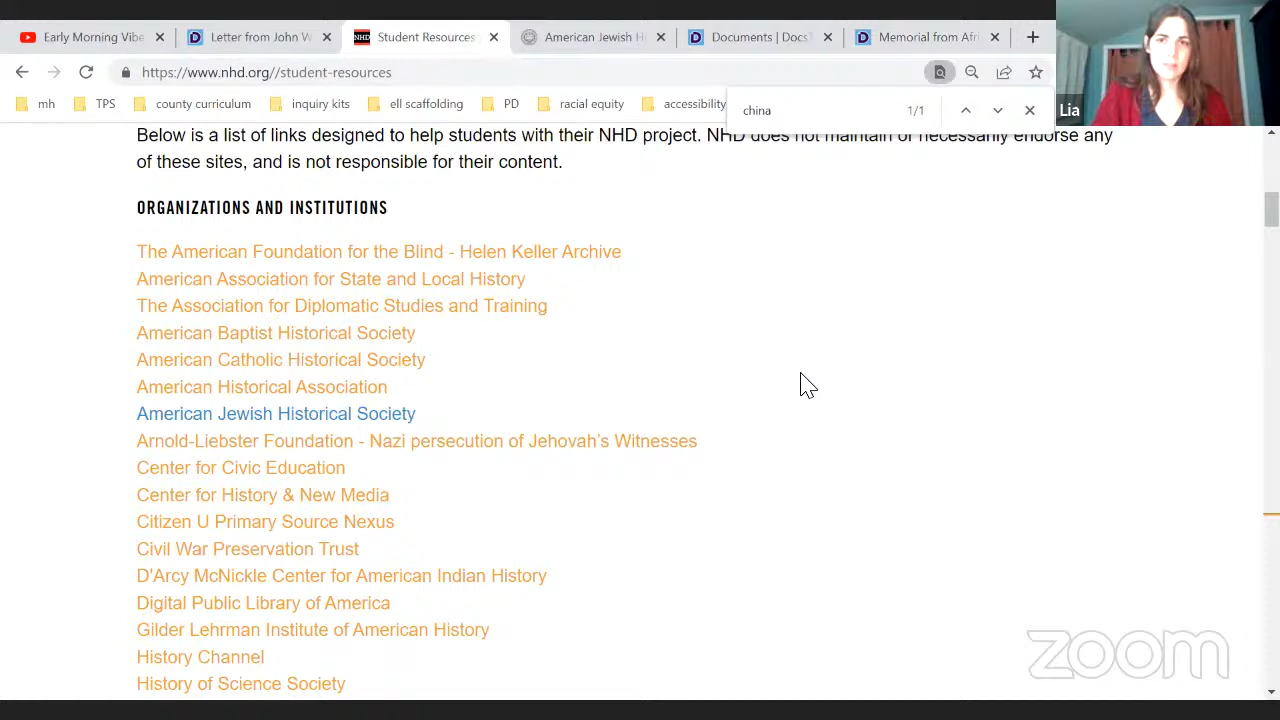 Early Morning Vibe
Letter from John W
NHD
Student Resources
American Jewish Hi
Documents | DocsT
Memorial from Afri
https://www.nhd.org//student-resources
mh
TPS
county curriculum
inquiry kits
ell scaffolding
PD
racial equity
accessibility
china
1/1
Lia
Below is a list of links designed to help students with their NHD project. NHD does not maintain or necessarily endorse any
of these sites, and is not responsible for their content.
ORGANIZATIONS AND INSTITUTIONS
The American Foundation for the Blind - Helen Keller Archive
American Association for State and Local History
The Association for Diplomatic Studies and Training
American Baptist Historical Society
American Catholic Historical Society
American Historical Association
American Jewish Historical Society
Arnold-Liebster Foundation - Nazi persecution of Jehovah's Witnesses
Center for Civic Education
Center for History & New Media
Citizen U Primary Source Nexus
Civil War Preservation Trust
D'Arcy McNickle Center for American Indian History
Digital Public Library of America
Gilder Lehrman Institute of American History
History Channel
History of Science Society
zoom